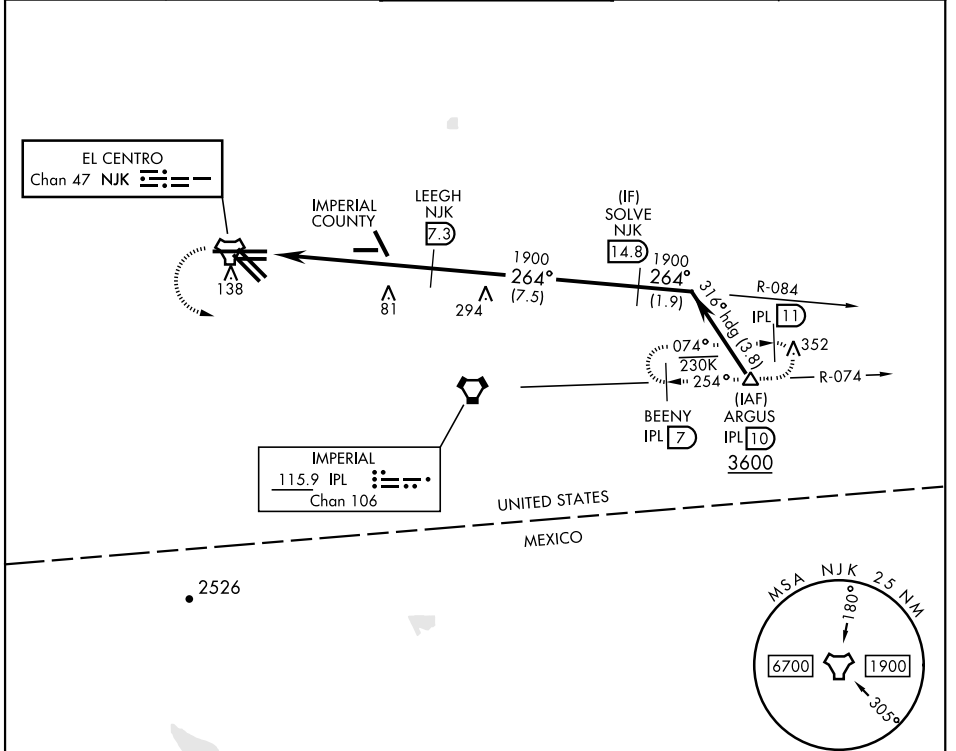 EL CENTRO
Chan 47 NJK
IMPERIAL
COUNTY
LEEGH
NJK
7.3
(IF)
SOLVE
NJK
14.8
1900
264°
(7.5)
1900
264°
(1.9)
316° hdg (3.8)
R-084
IPL 11
138
81
294
352
074°
230K
254°
R-074
BEENY
IPL 7
(IAF)
ARGUS
IPL 10
3600
IMPERIAL
115.9 IPL
Chan 106
UNITED STATES
MEXICO
2526
MSA NJK 25 NM
180°
6700
1900
305°